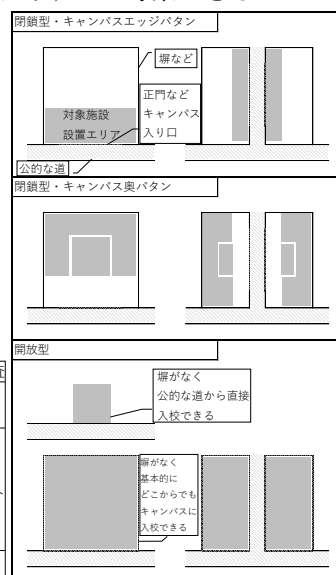 閉鎖型・キャンパスエッジパタン
塀など
正門など
キャンパス
入り口
対象施設
設置エリア
公的な道
閉鎖型・キャンパス奥パタン
開放型
塀がなく
公的な道から直接
入校できる
塀がなく
基本的に
どこからでも
キャンパスに
入校できる